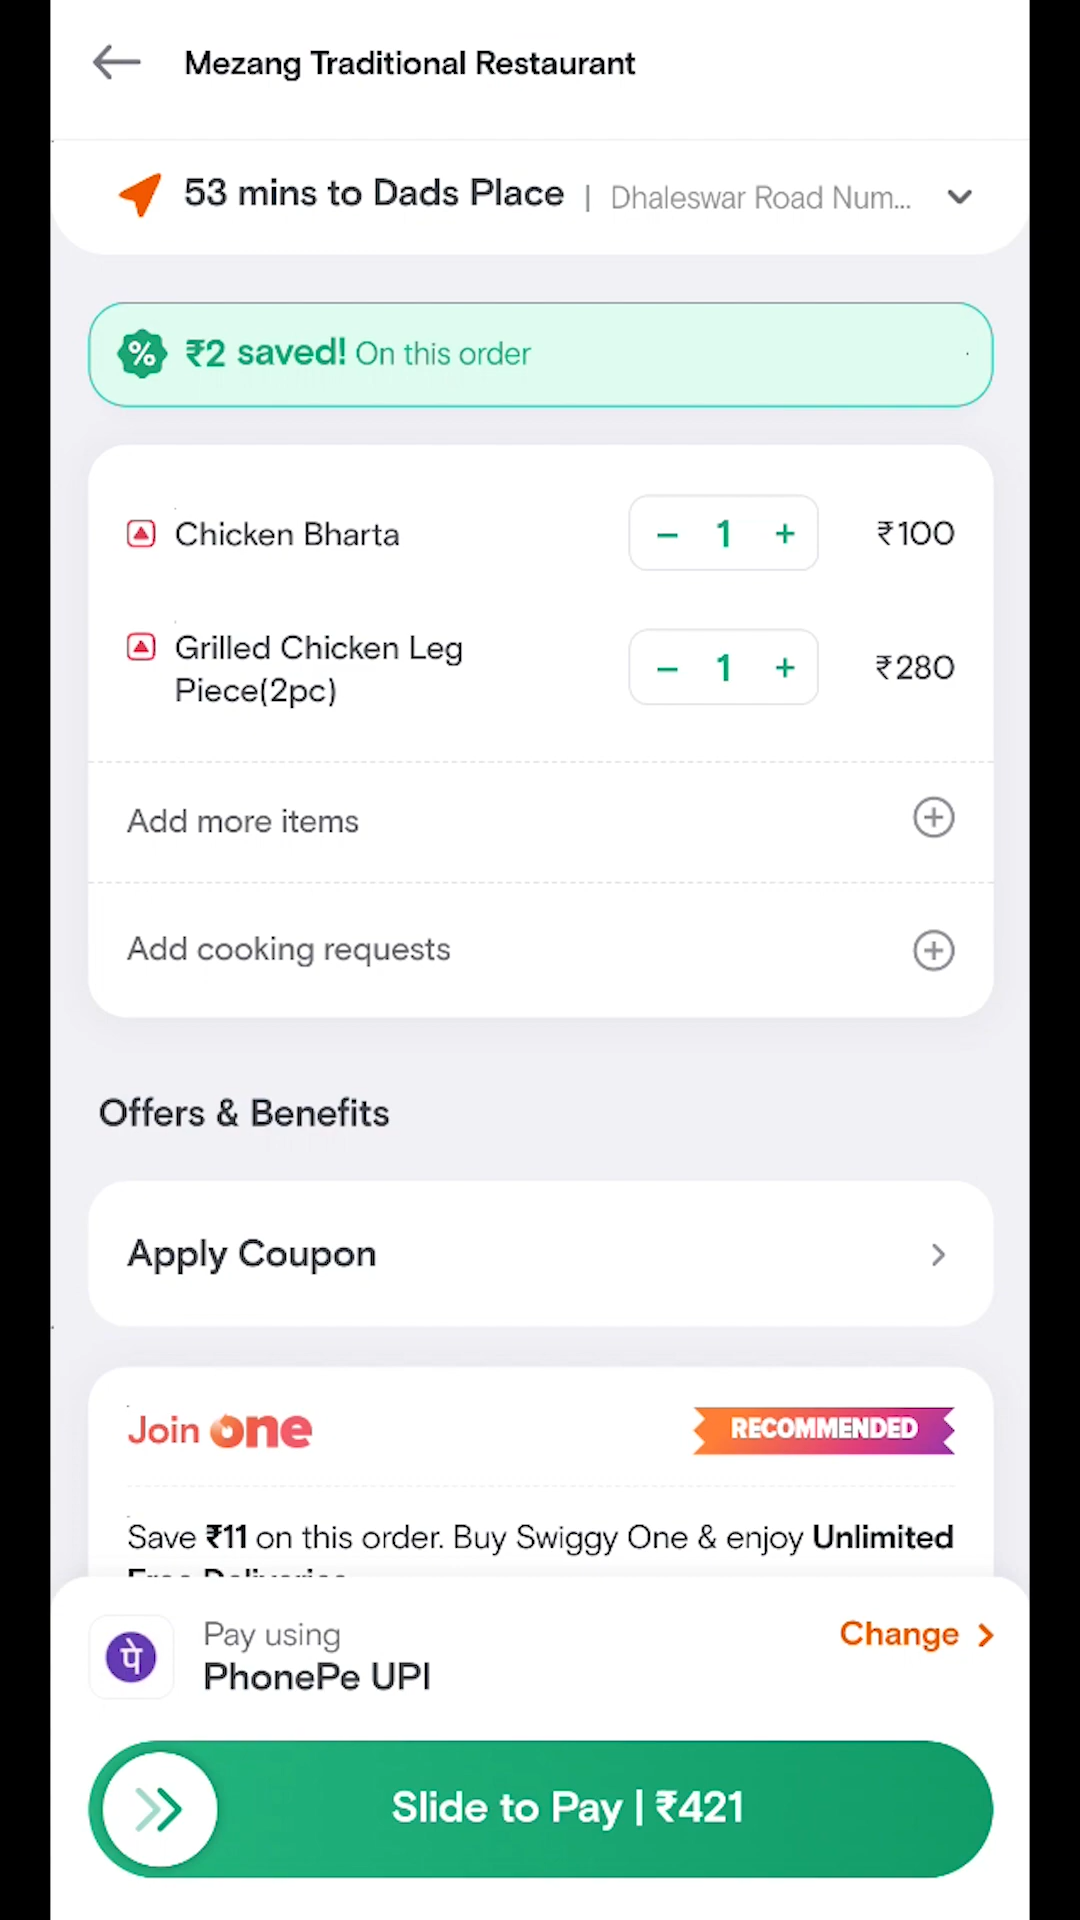 Mezang Traditional Restaurant
53 mins to Dads Place | Dhaleswar Road Num...
₹2 saved! On this order
Chicken Bharta
1
₹100
Grilled Chicken Leg
Piece(2pc)
1
₹280
Add more items
Add cooking requests
Offers & Benefits
Apply Coupon
Join one
RECOMMENDED
Save ₹11 on this order. Buy Swiggy One & enjoy Unlimited
Free Deliveries
Pay using
PhonePe UPI
Change
पे
Slide to Pay | ₹421